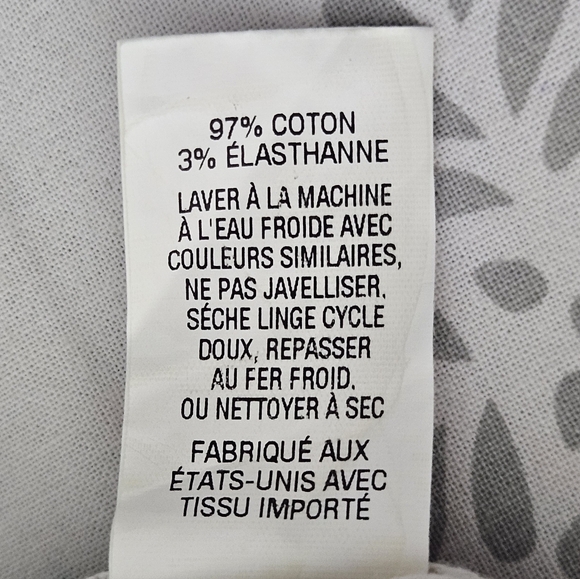 97% COTON
3% ÉLASTHANNE
LAVER À LA MACHINE
À L'EAU FROIDE AVEC
COULEURS SIMILAIRES,
NE PAS JAVELLISER.
SÉCHE LINGE CYCLE
DOUX, REPASSER
AU FER FROID.
OU NETTOYER À SEC
FABRIQUÉ AUX
ÉTATS-UNIS AVEC
TISSU IMPORTÉ